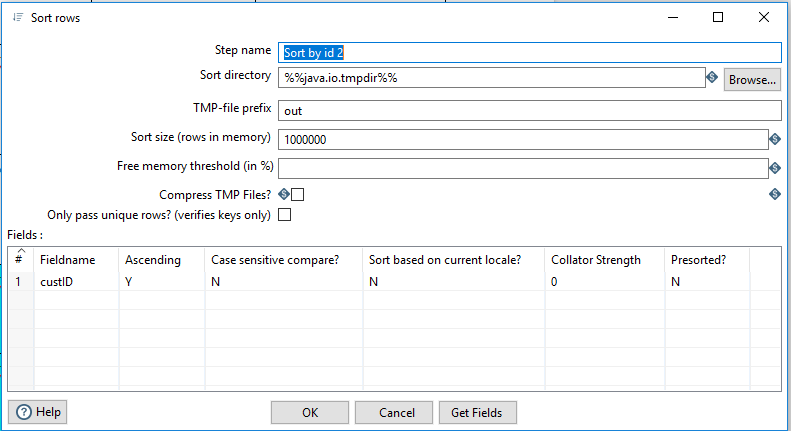 Sort rows
Step name Sort by id 2
Sort directory %%java.io.tmpdir%% Browse...
TMP-file prefix out
Sort size (rows in memory) 1000000
Free memory threshold (in %)
Compress TMP Files?
Only pass unique rows? (verifies keys only)
Fields :
# Fieldname Ascending Case sensitive compare? Sort based on current locale? Collator Strength Presorted?
1 custID Y N N 0 N
Help OK Cancel Get Fields